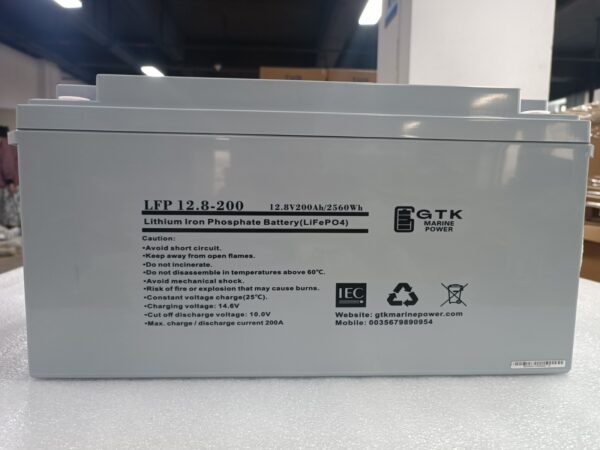 LFP 12.8-200 12.8V200Ah/2560Wh
Lithium Iron Phosphate Battery(LiFePO4)
GTK
MARINE
POWER
Caution:
•Avoid short circuit.
•Keep away from open flames.
•Do not incinerate.
•Do not disassemble in temperatures above 60℃.
•Avoid mechanical shock.
•Risk of fire or explosion that may cause burns.
•Constant voltage charge(25℃).
•Charging voltage: 14.6V
•Cut off discharge voltage: 10.0V
•Max. charge / discharge current 200A
IEC
Website: gtkmarinepower.com
Mobile: 0035679890954